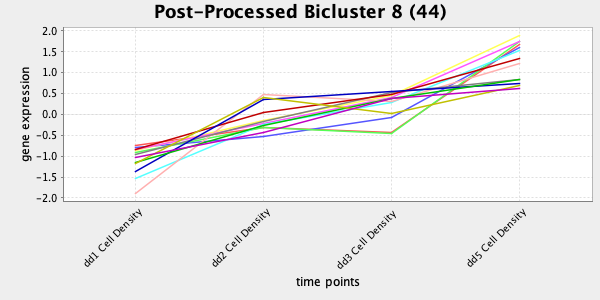 Post-Processed Bicluster 8 (44)
gene expression
2.0
1.5
1.0
0.5
0.0
-0.5
-1.0
-1.5
-2.0
dd1 Cell Density
dd2 Cell Density
dd3 Cell Density
dd5 Cell Density
time points